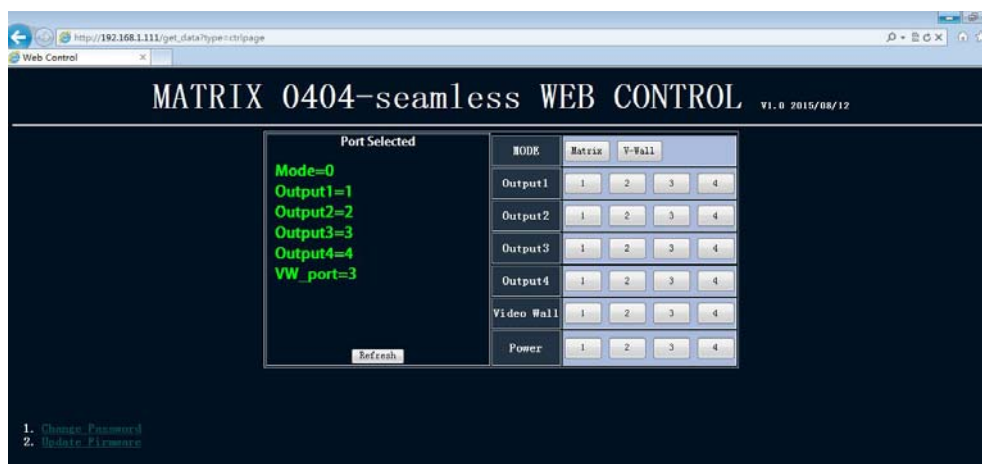 http://192.168.1.111/get_data?type=ctrlpage
Web Control
MATRIX 0404-seamless WEB CONTROL V1.0 2015/08/12
Port Selected
Mode=0
Output1=1
Output2=2
Output3=3
Output4=4
VW_port=3
Refresh
MODE Matrix V-Wall
Output1 1 2 3 4
Output2 1 2 3 4
Output3 1 2 3 4
Output4 1 2 3 4
Video Wall 1 2 3 4
Power 1 2 3 4
1. Change Password
2. Update Firmware